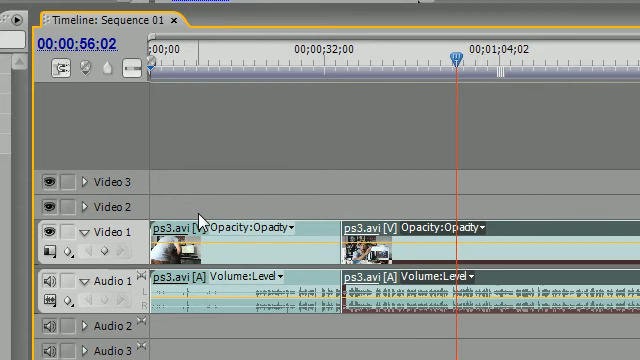 Timeline: Sequence 01 ×
00;00;56;02
;00;00 00;00;32;00 00;01;04;02
Video 3
Video 2
Video 1 ps3.avi [V] Opacity:Opacity ps3.avi [V] Opacity:Opacity
Audio 1 ps3.avi [A] Volume:Level ps3.avi [A] Volume:Level
L
R
Audio 2
Audio 3